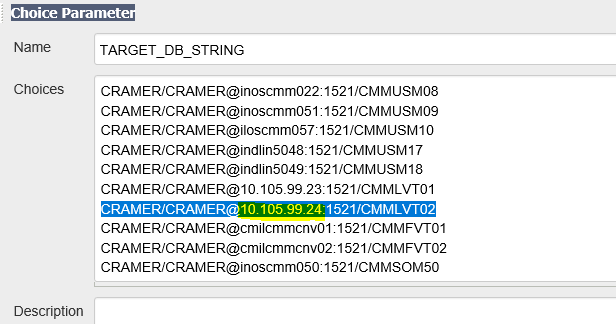 Choice Parameter
Name
TARGET_DB_STRING
Choices
CRAMER/CRAMER@inoscmm022:1521/CMMUSM08
CRAMER/CRAMER@inoscmm051:1521/CMMUSM09
CRAMER/CRAMER@iloscmm057:1521/CMMUSM10
CRAMER/CRAMER@indlin5048:1521/CMMUSM17
CRAMER/CRAMER@indlin5049:1521/CMMUSM18
CRAMER/CRAMER@10.105.99.23:1521/CMMLVT01
CRAMER/CRAMER@10.105.99.24:1521/CMMLVT02
CRAMER/CRAMER@cmilcmmcnv01:1521/CMMFVT01
CRAMER/CRAMER@cmilcmmcnv02:1521/CMMFVT02
CRAMER/CRAMER@inoscmm050:1521/CMMSOM50
Description